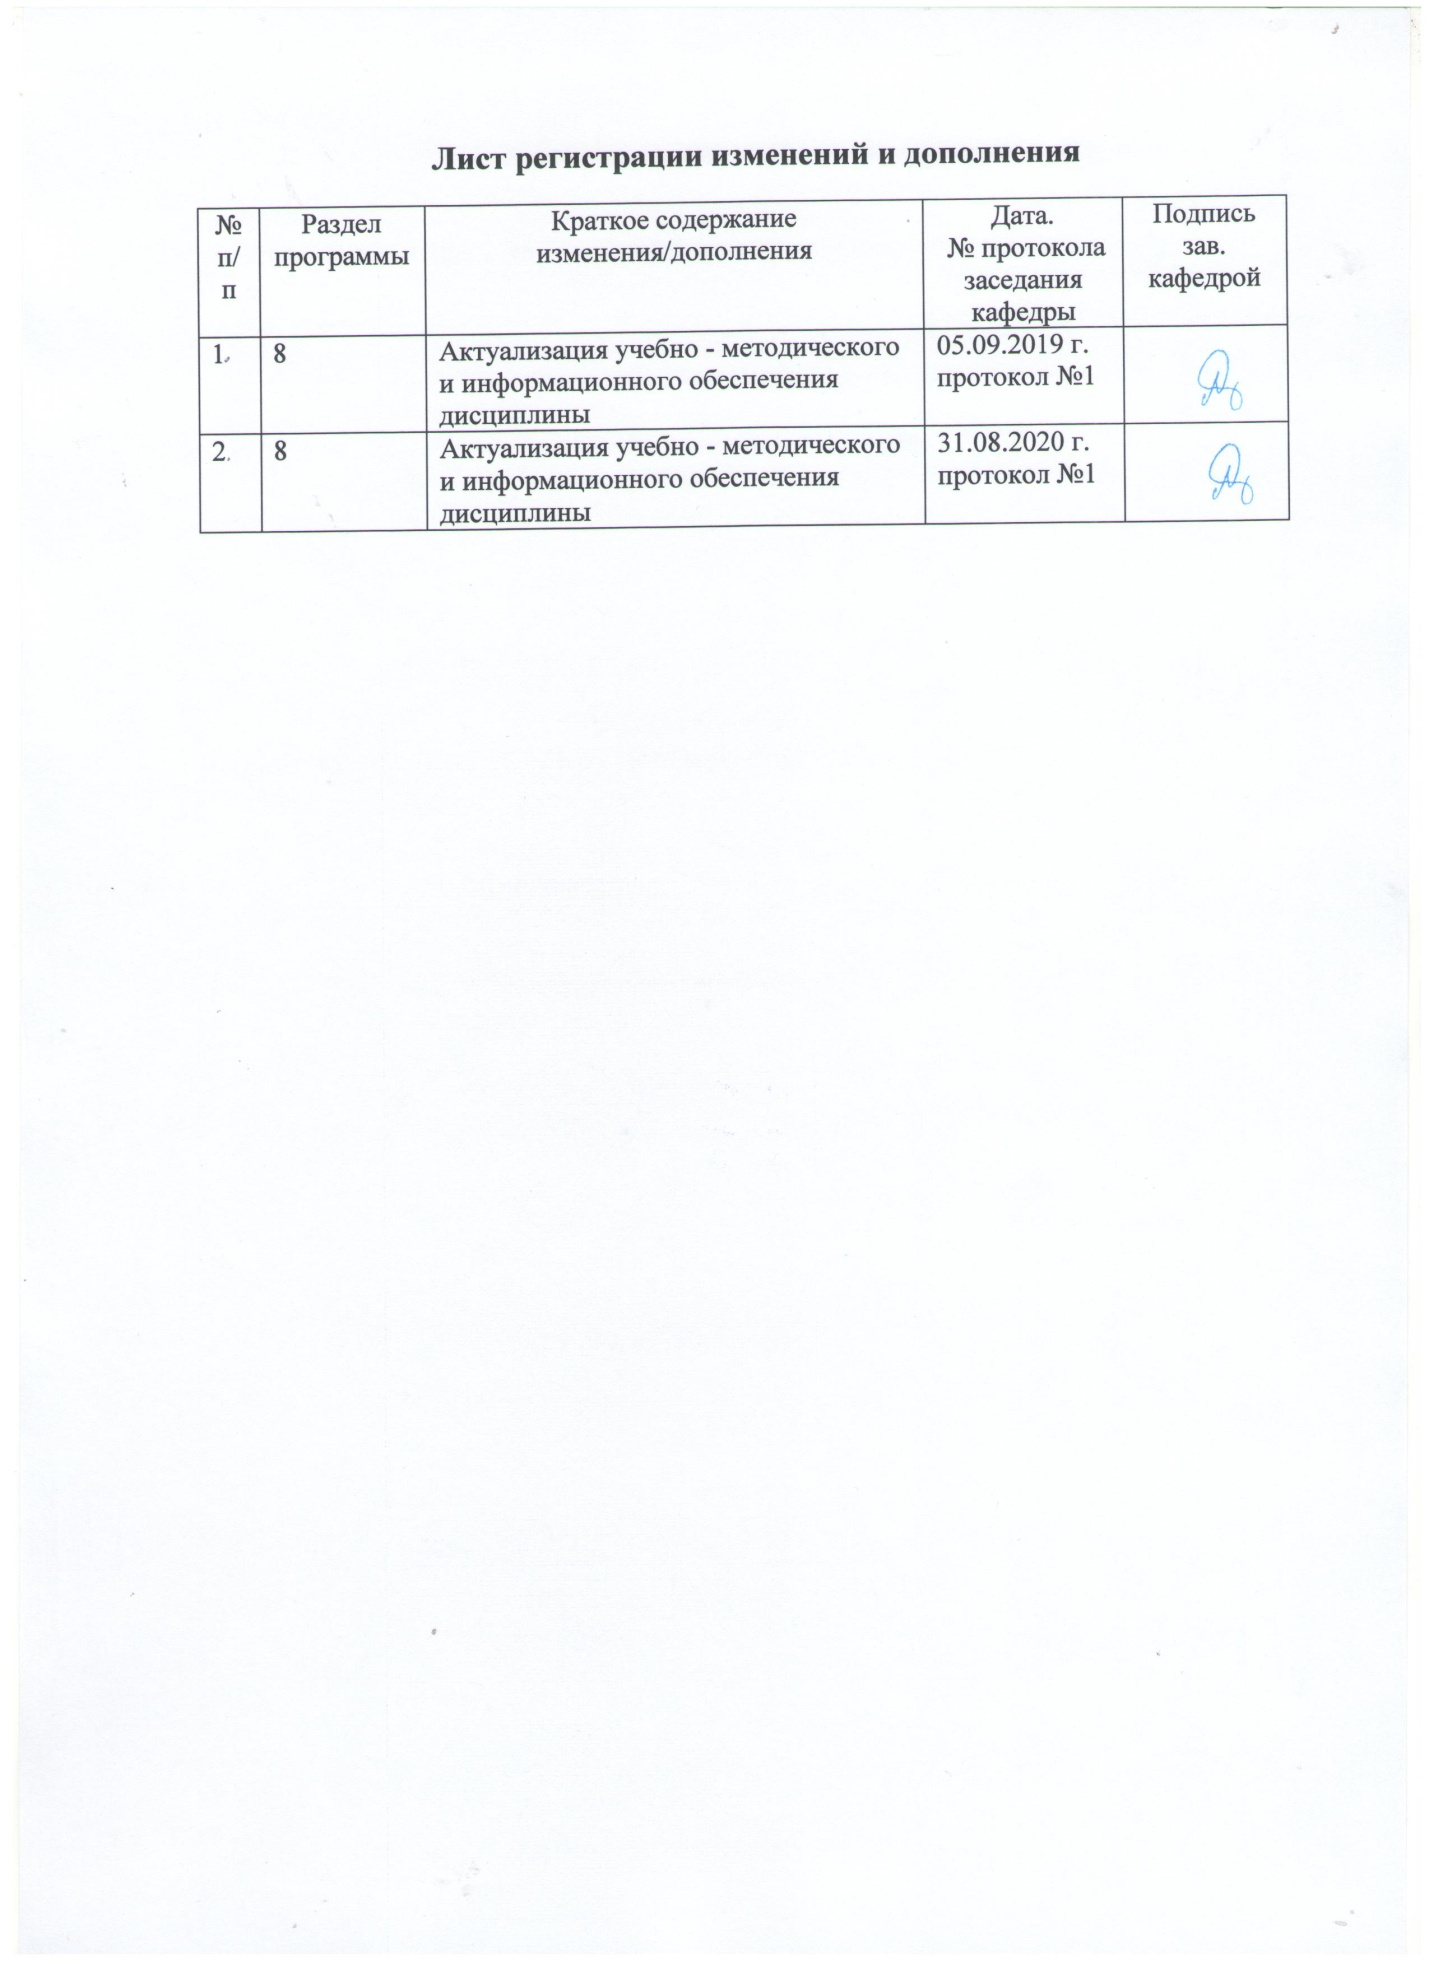 Лист регистрации изменений и дополнения
№ п/п
Раздел программы
Краткое содержание изменения/дополнения
Дата. № протокола заседания кафедры
Подпись зав. кафедрой
1.
8
Актуализация учебно - методического
и информационного обеспечения
дисциплины
05.09.2019 г.
протокол №1
2.
8
Актуализация учебно - методического
и информационного обеспечения
дисциплины
31.08.2020 г.
протокол №1